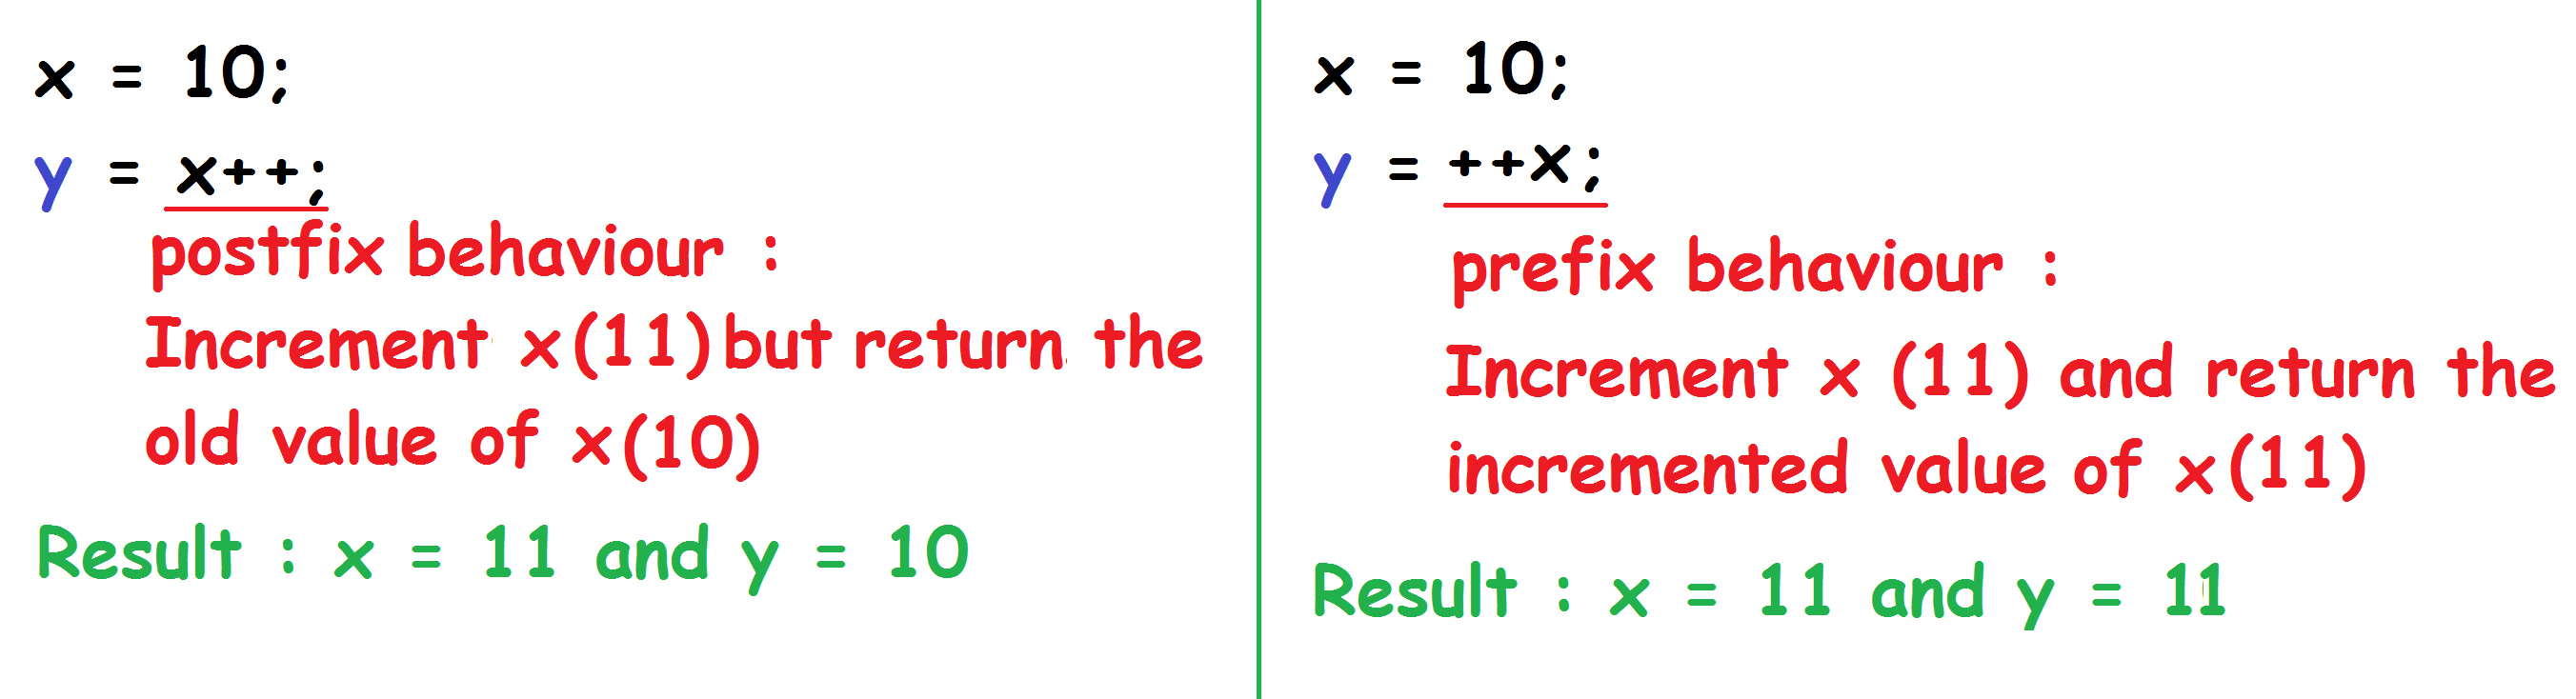 x = 10;
y = x++;
postfix behaviour :
Increment x(11) but return the
old value of x(10)
Result : x = 11 and y = 10
x = 10;
y = ++x;
prefix behaviour :
Increment x (11) and return the
incremented value of x(11)
Result : x = 11 and y = 11